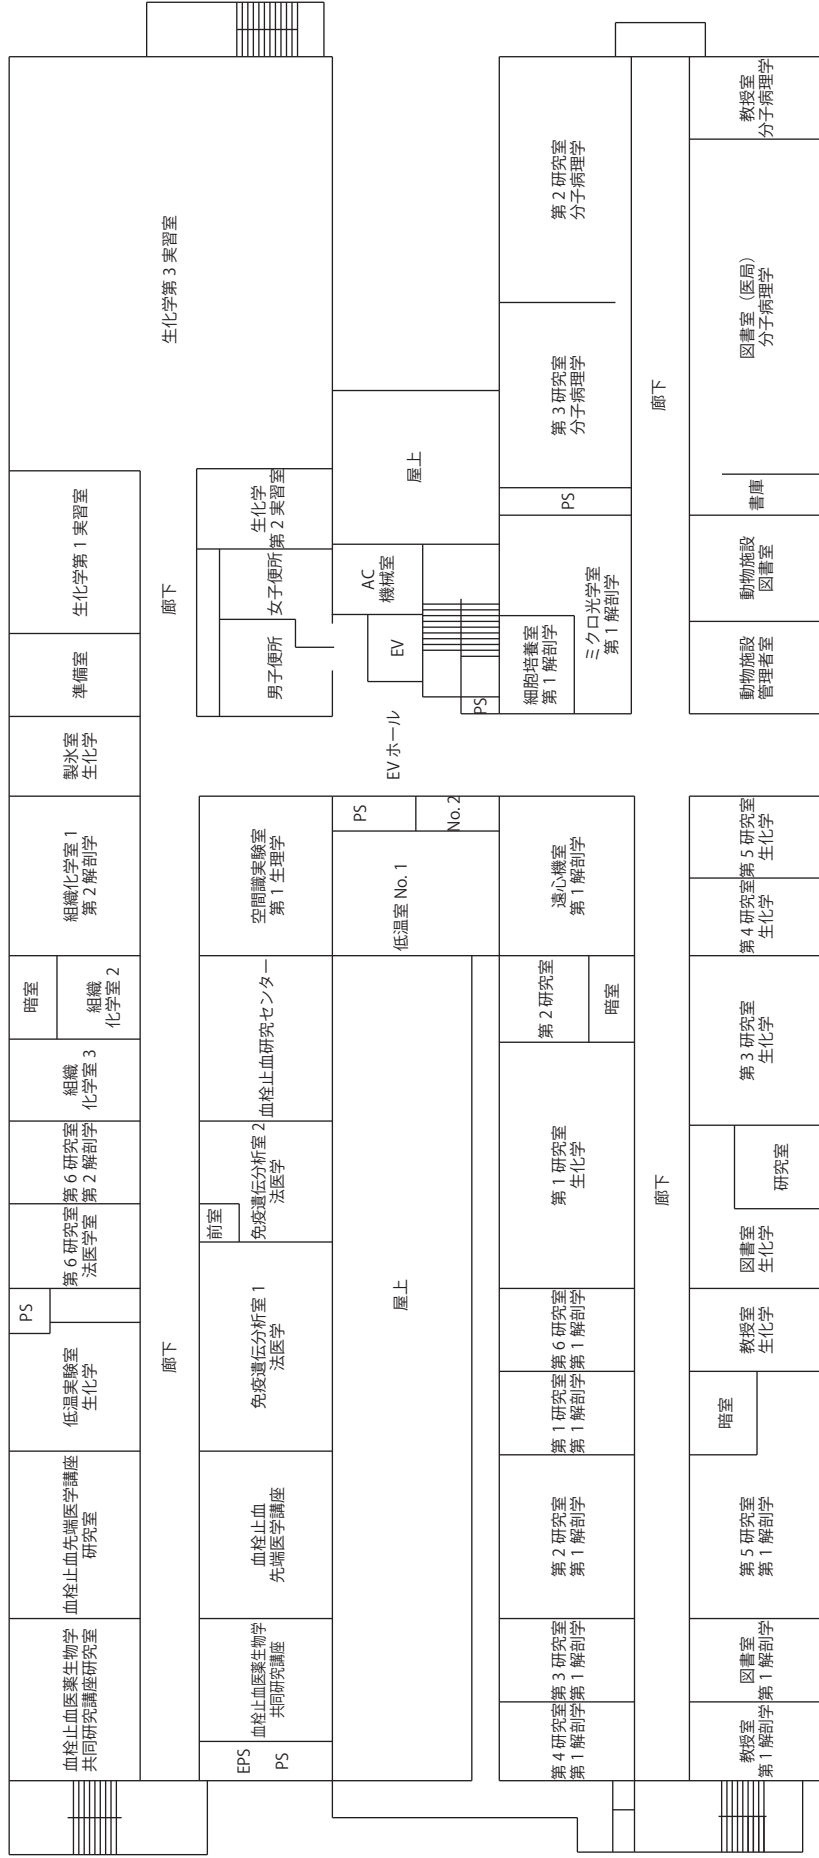 血栓止血医薬生物学
共同研究講座研究室
血栓止血先端医学講座
研究室
低温実験室
生化学
PS
第6研究室
法医学室
第6研究室
第2解剖学
組織
化学室 3
暗室
組織
化学室 2
組織化学室 1
第2解剖学
製氷室
生化学
準備室
生化学第1実習室
生化学第3実習室
廊下
廊下
EPS
PS
血栓止血医薬生物学
共同研究講座
血栓止血
先端医学講座
免疫遺伝分析室 1
法医学
前室
免疫遺伝分析室 2
法医学
血栓止血研究センター
空間識実験室
第1生理学
男子便所
女子便所
生化学
第2実習室
屋上
低温室 No. 1
PS
No. 2
EVホール
EV
AC
機械室
PS
屋上
第4研究室
第1解剖学
第3研究室
第1解剖学
第2研究室
第1解剖学
第1研究室
第1解剖学
第6研究室
第1解剖学
第1研究室
生化学
第2研究室
暗室
遠心機室
第1解剖学
細胞培養室
第1解剖学
ミクロ光学室
第1解剖学
PS
第3研究室
分子病理学
第2研究室
分子病理学
廊下
廊下
教授室
第1解剖学
図書室
第1解剖学
第5研究室
第1解剖学
暗室
教授室
生化学
図書室
生化学
研究室
第3研究室
生化学
第4研究室
生化学
第5研究室
生化学
動物施設
管理者室
動物施設
図書室
書庫
図書室（医局）
分子病理学
教授室
分子病理学